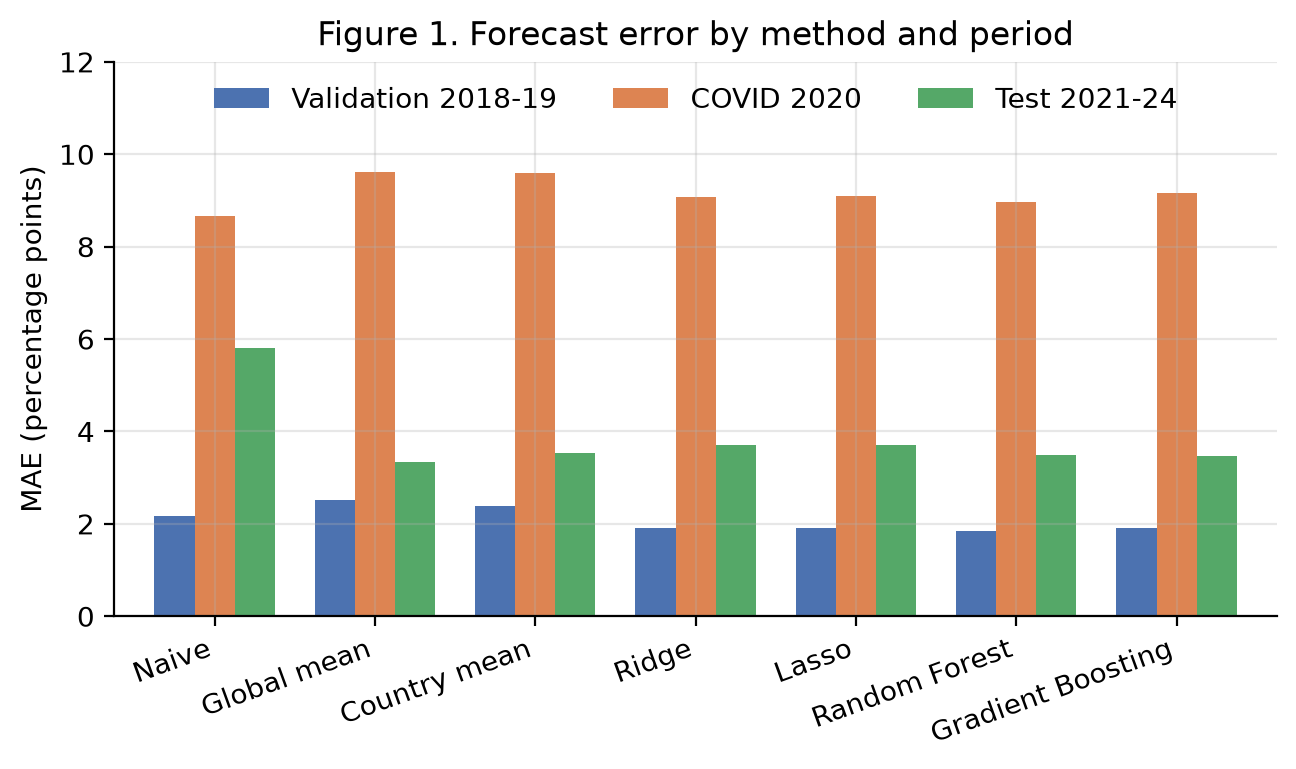 Figure 1. Forecast error by method and period
Validation 2018-19 COVID 2020 Test 2021-24
MAE (percentage points)
12
10
8
6
4
2
0
Naive
Global mean
Country mean
Ridge
Lasso
Random Forest
Gradient Boosting